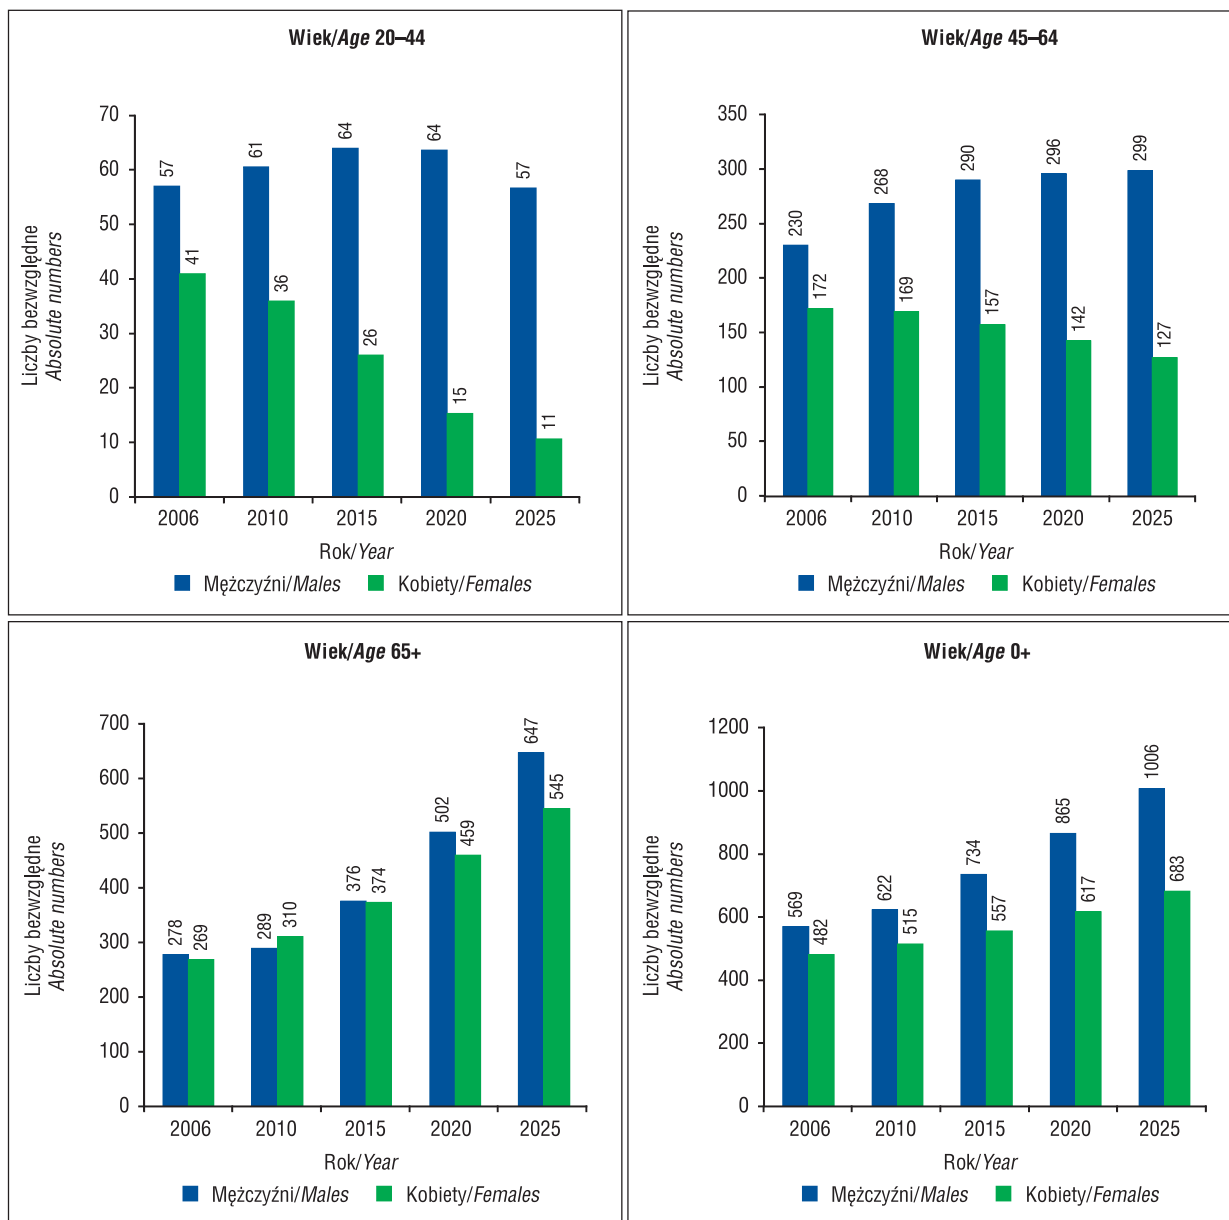 Wiek/Age 20–44
Liczby bezwzględne
Absolute numbers
70
60
50
40
30
20
10
0
57
41
61
36
64
26
64
15
57
11
2006 2010 2015 2020 2025
Rok/Year
Mężczyźni/Males Kobiety/Females
Wiek/Age 45–64
Liczby bezwzględne
Absolute numbers
350
300
250
200
150
100
50
0
230
172
268
169
290
157
296
142
299
127
2006 2010 2015 2020 2025
Rok/Year
Mężczyźni/Males Kobiety/Females
Wiek/Age 65+
Liczby bezwzględne
Absolute numbers
700
600
500
400
300
200
100
0
278
269
289
310
376
374
502
459
647
545
2006 2010 2015 2020 2025
Rok/Year
Mężczyźni/Males Kobiety/Females
Wiek/Age 0+
Liczby bezwzględne
Absolute numbers
1200
1000
800
600
400
200
0
569
482
622
515
734
557
865
617
1006
683
2006 2010 2015 2020 2025
Rok/Year
Mężczyźni/Males Kobiety/Females